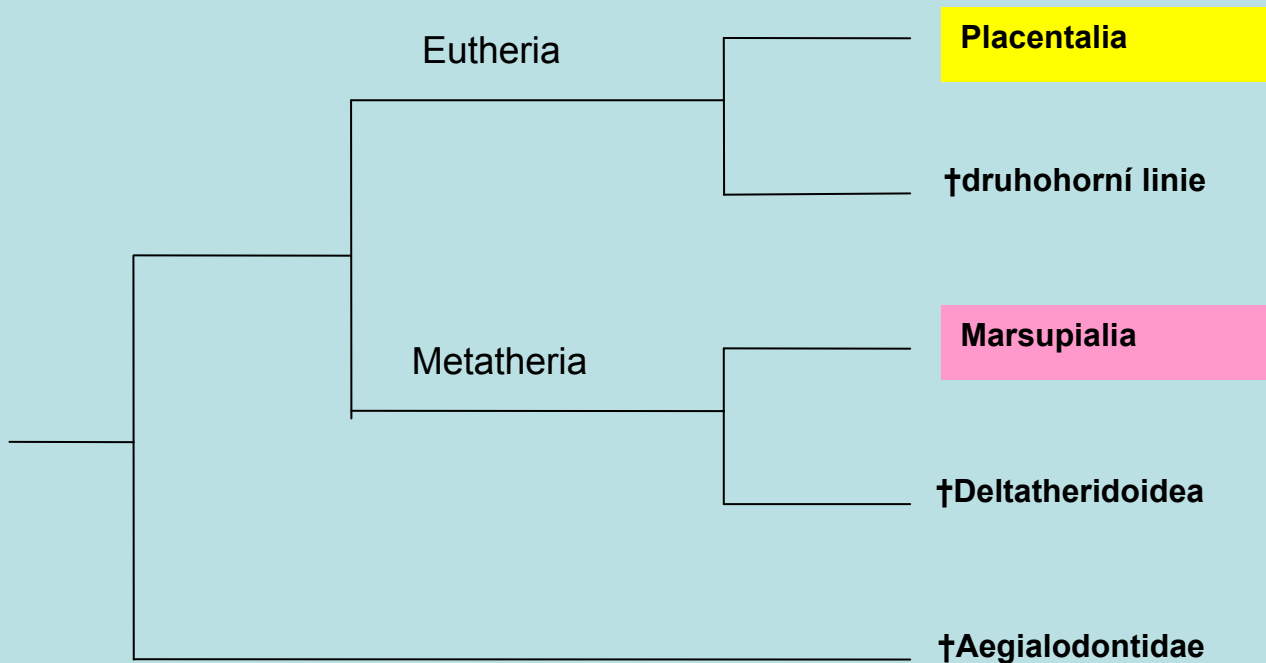 Eutheria
Placentalia
†druhohorní linie
Metatheria
Marsupialia
†Deltatheridoidea
†Aegialodontidae